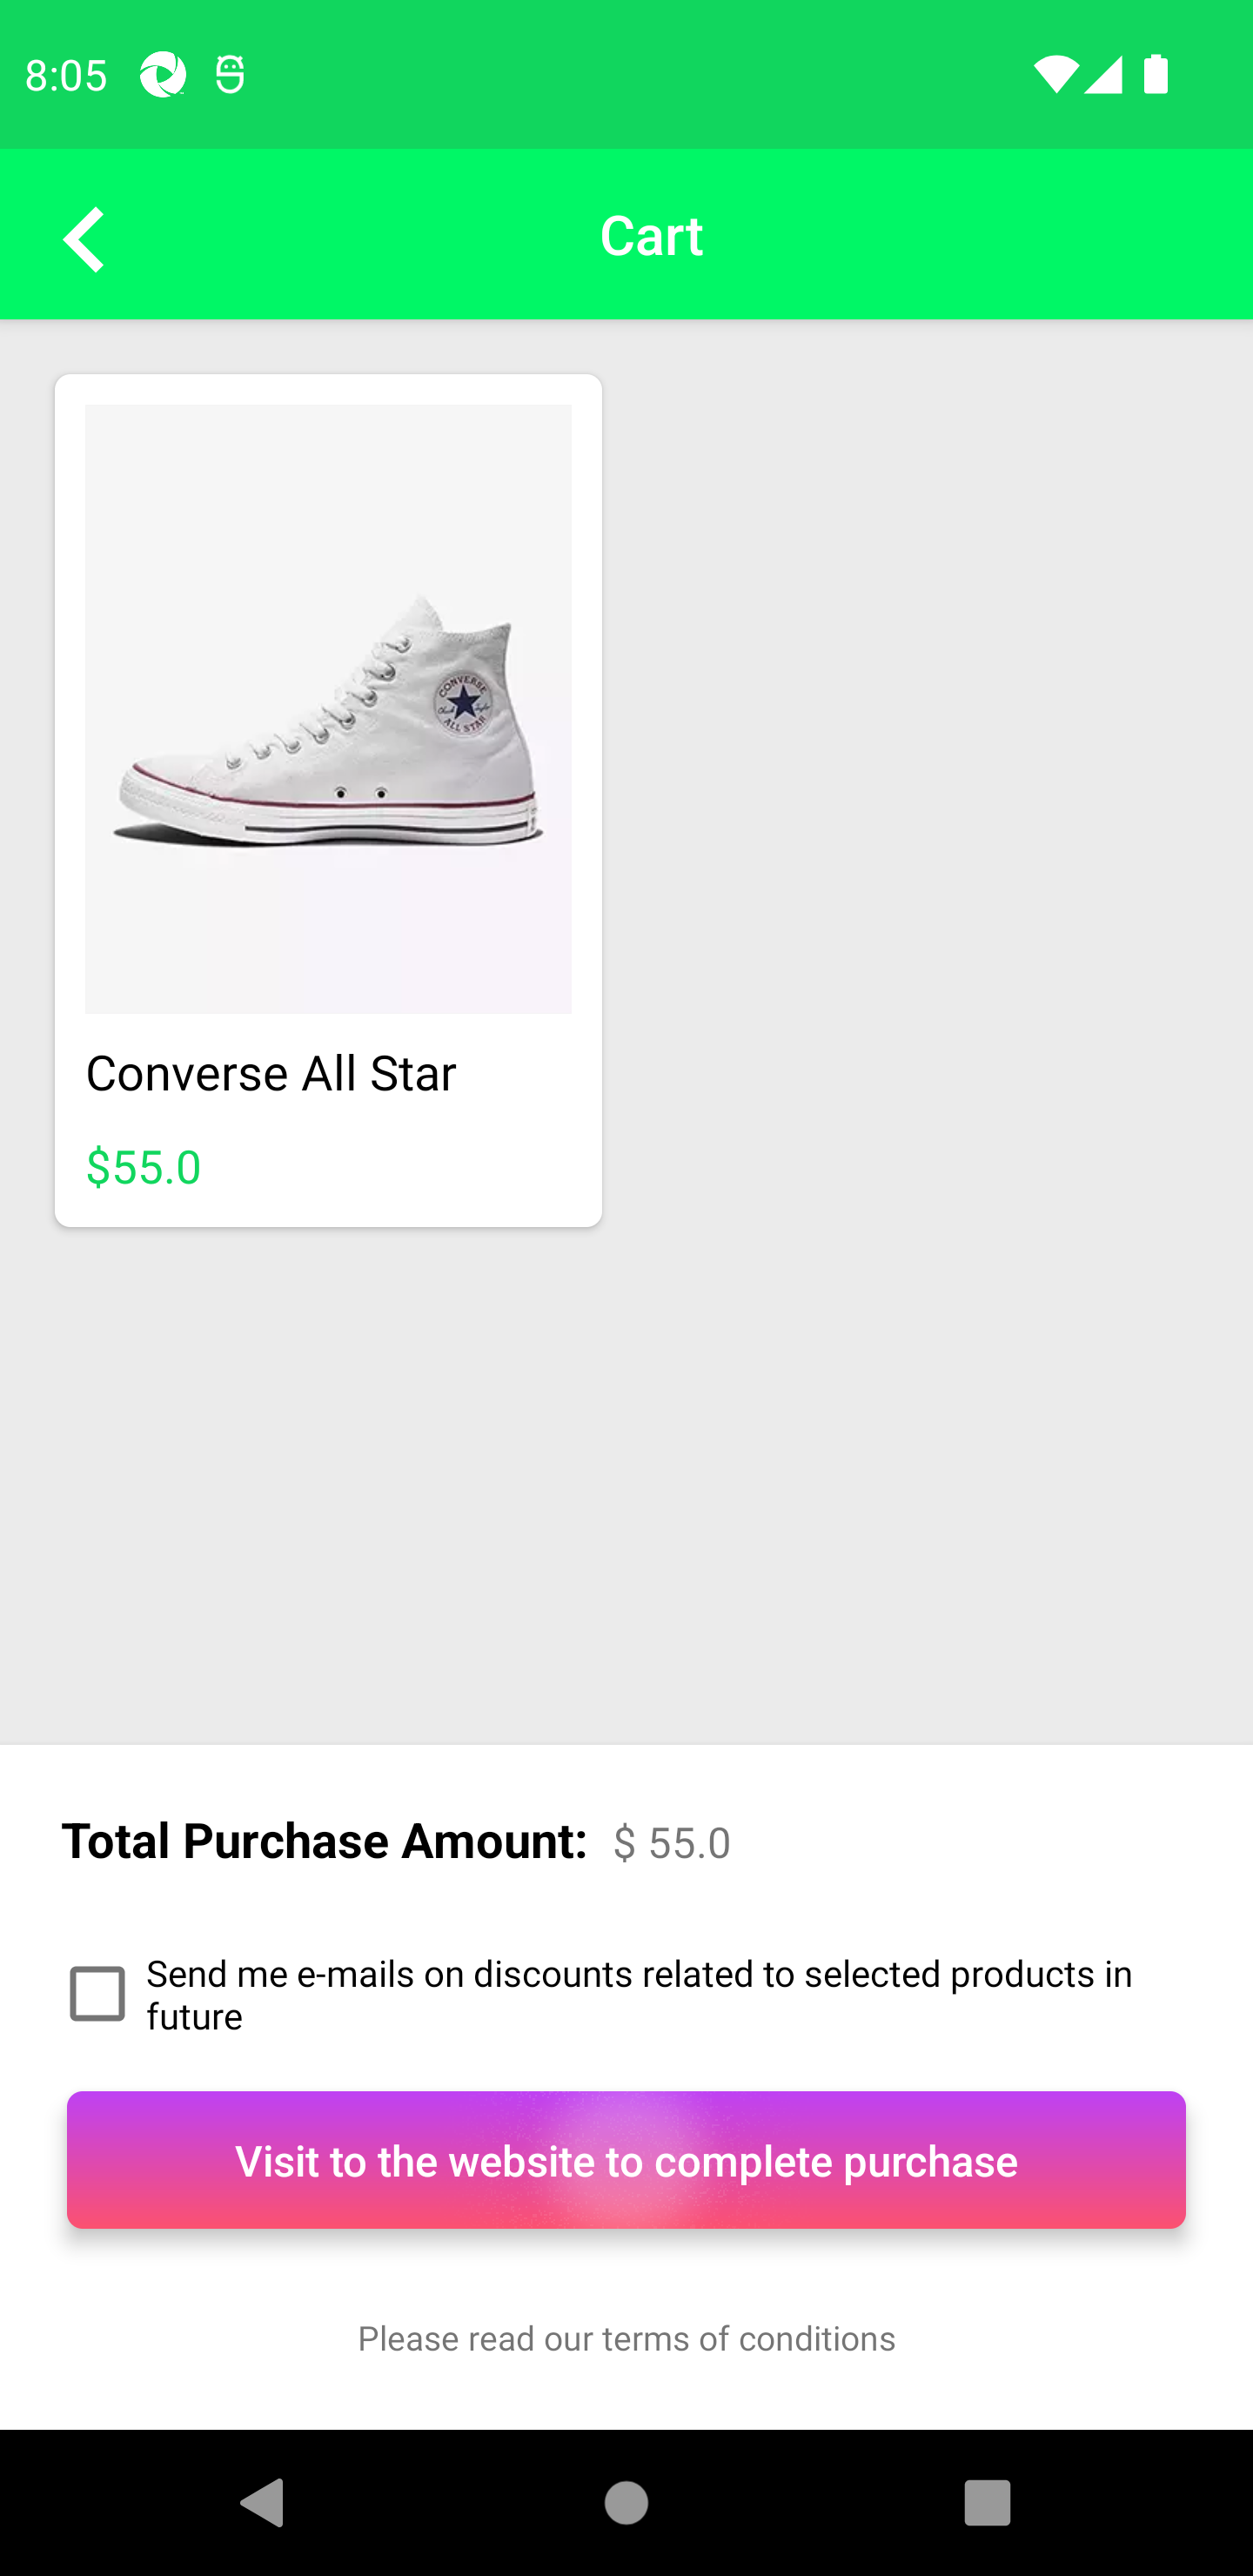 8:05
Cart
CONVERSE
ALL STAR
Converse All Star
$55.0
Total Purchase Amount: $ 55.0
Send me e-mails on discounts related to selected products in
future
Visit to the website to complete purchase
Please read our terms of conditions